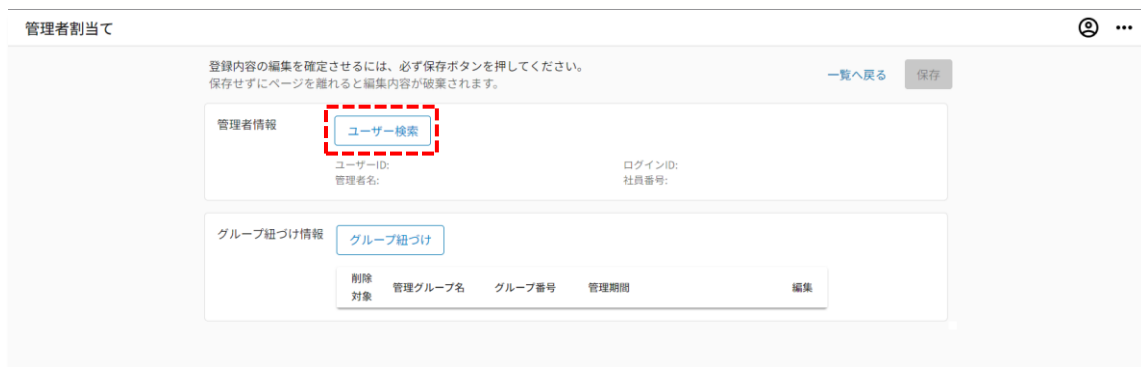 管理者割当て
登録内容の編集を確定させるには、必ず保存ボタンを押してください。
保存せずにページを離れると編集内容が破棄されます。
一覧へ戻る
保存
管理者情報
ユーザー検索
ユーザーID:
ログインID:
管理者名:
社員番号:
グループ紐づけ情報
グループ紐づけ
削除
対象
管理グループ名
グループ番号
管理期間
編集